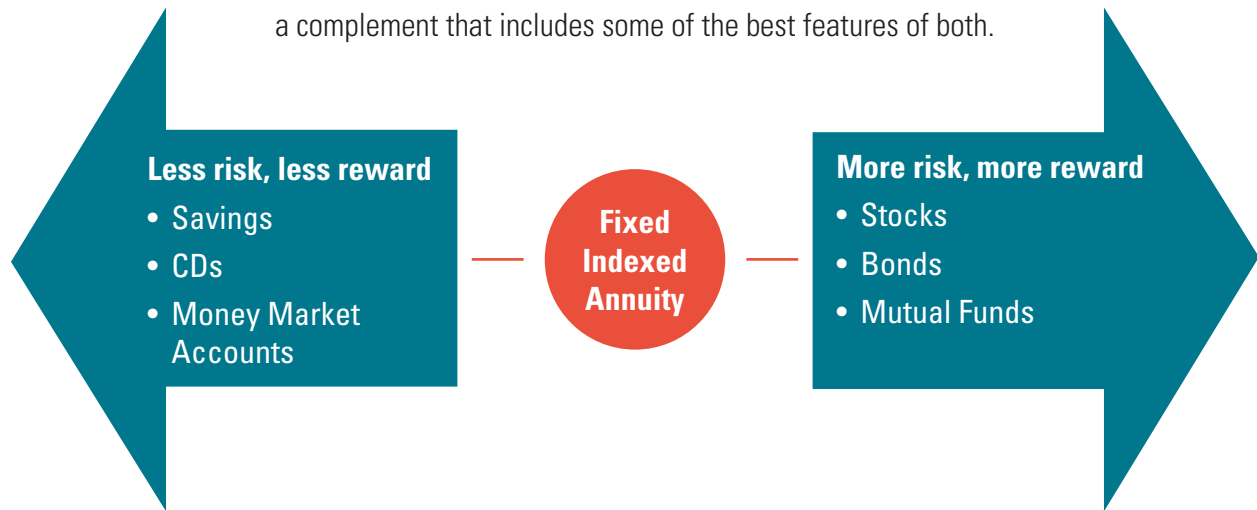 a complement that includes some of the best features of both.
Less risk, less reward
• Savings
• CDs
• Money Market
Accounts
Fixed
Indexed
Annuity
More risk, more reward
• Stocks
• Bonds
• Mutual Funds